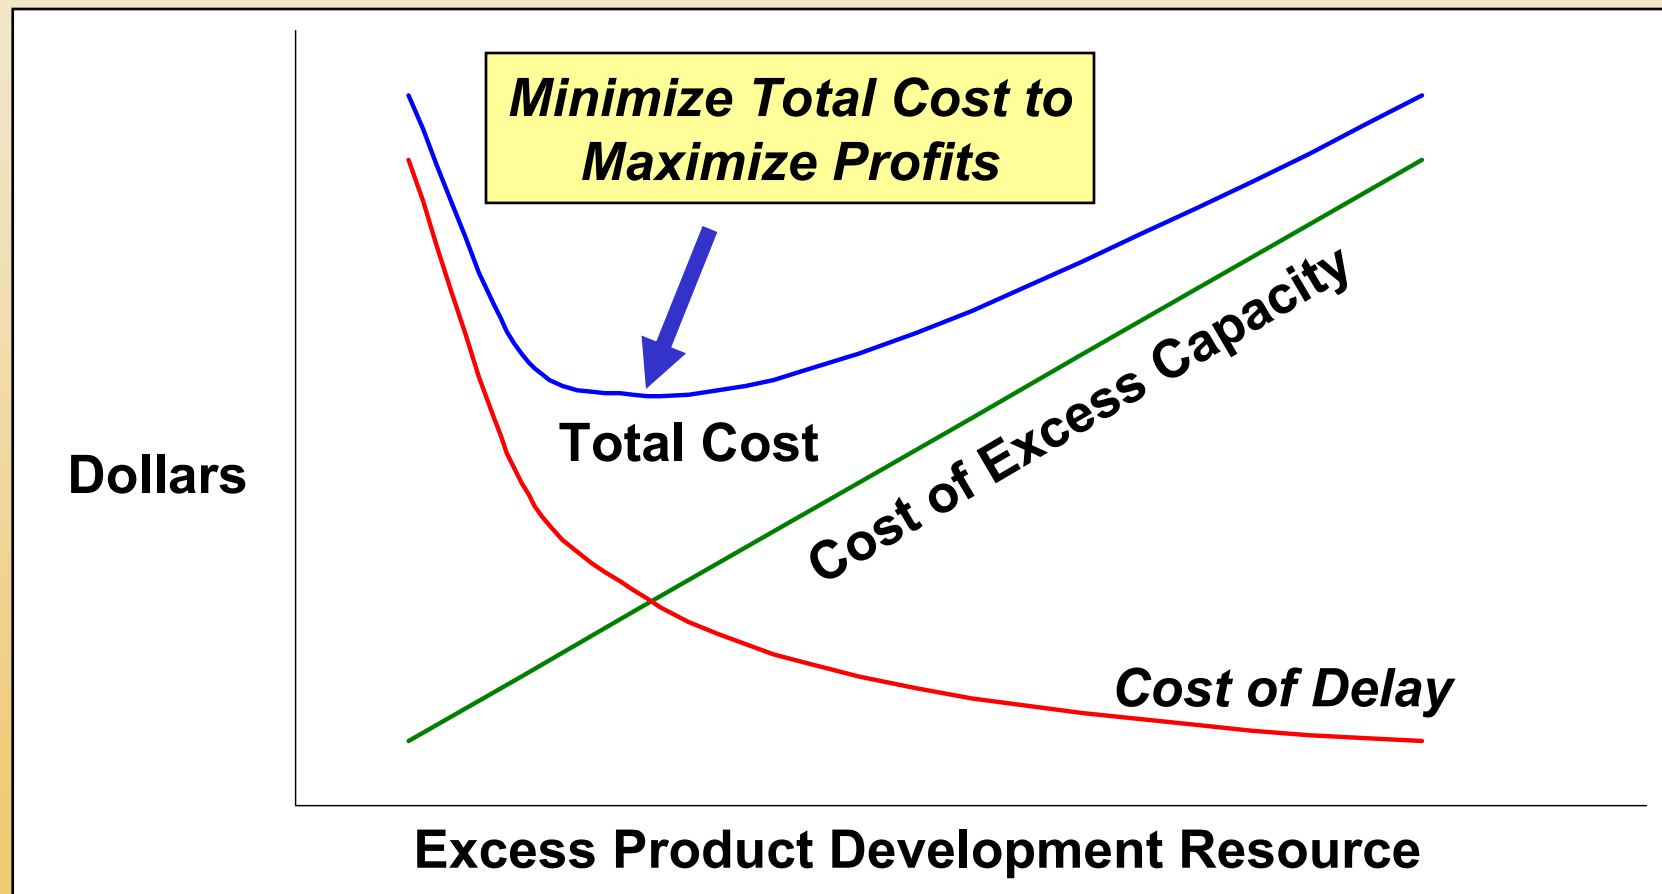 Minimize Total Cost to
Maximize Profits
Total Cost
Cost of Excess Capacity
Dollars
Cost of Delay
Excess Product Development Resource